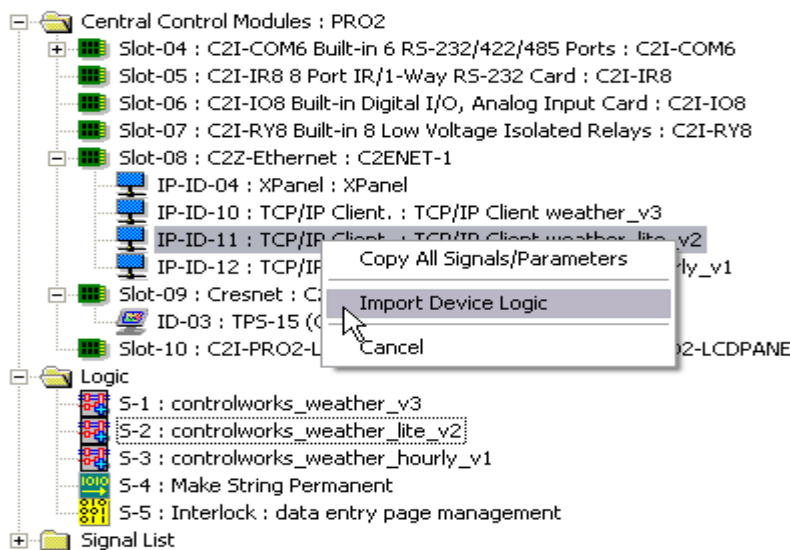 Central Control Modules : PRO2
Slot-04 : C2I-COM6 Built-in 6 RS-232/422/485 Ports : C2I-COM6
Slot-05 : C2I-IR8 8 Port IR/1-Way RS-232 Card : C2I-IR8
Slot-06 : C2I-IO8 Built-in Digital I/O, Analog Input Card : C2I-IO8
Slot-07 : C2I-RY8 Built-in 8 Low Voltage Isolated Relays : C2I-RY8
Slot-08 : C2Z-Ethernet : C2ENET-1
IP-ID-04 : XPanel : XPanel
IP-ID-10 : TCP/IP Client. : TCP/IP Client weather_v3
IP-ID-11 : TCP/IP Client. : TCP/IP Client weather_lite_v2
Copy All Signals/Parameters
IP-ID-12 : TCP/IP
rly_v1
Slot-09 : Cresnet :
Import Device Logic
ID-03 : TPS-15
Slot-10 : C2I-PRO2-L
Cancel
O2-LCDPANE
Logic
S-1 : controlworks_weather_v3
S-2 : controlworks_weather_lite_v2
S-3 : controlworks_weather_hourly_v1
S-4 : Make String Permanent
S-5 : Interlock : data entry page management
Signal List